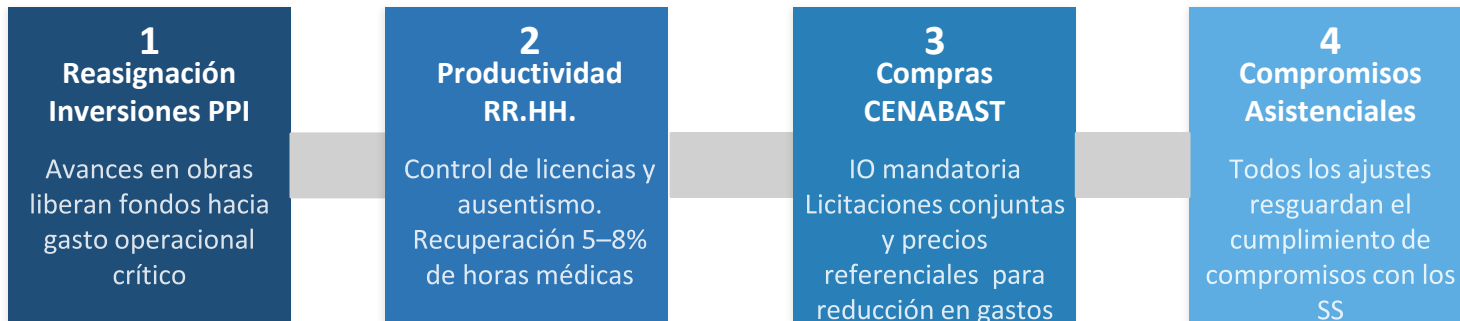 1
Reasignación
Inversiones PPI
Avances en obras
liberan fondos hacia
gasto operacional
crítico
2
Productividad
RR.HH.
Control de licencias y
ausentismo.
Recuperación 5–8%
de horas médicas
3
Compras
CENABAST
IO mandatoria
Licitaciones conjuntas
y precios
referenciales para
reducción en gastos
4
Compromisos
Asistenciales
Todos los ajustes
resguardan el
cumplimiento de
compromisos con los
SS